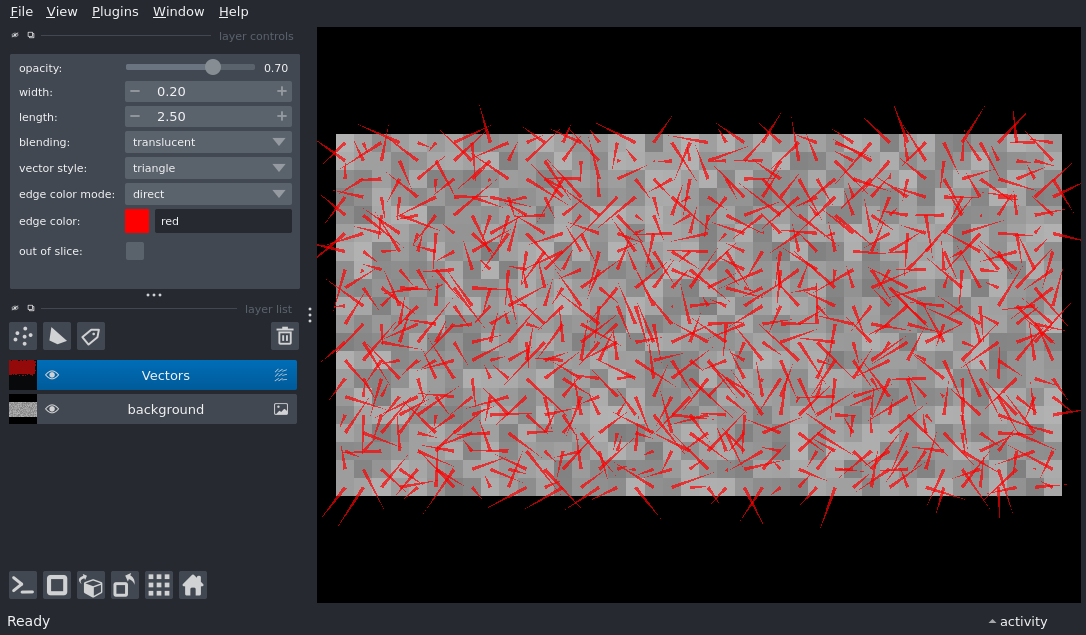 File View Plugins Window Help
layer controls
opacity: 0.70
width: 0.20
length: 2.50
blending: translucent
vector style: triangle
edge color mode: direct
edge color: red
out of slice:
layer list
Vectors
background
Ready
activity